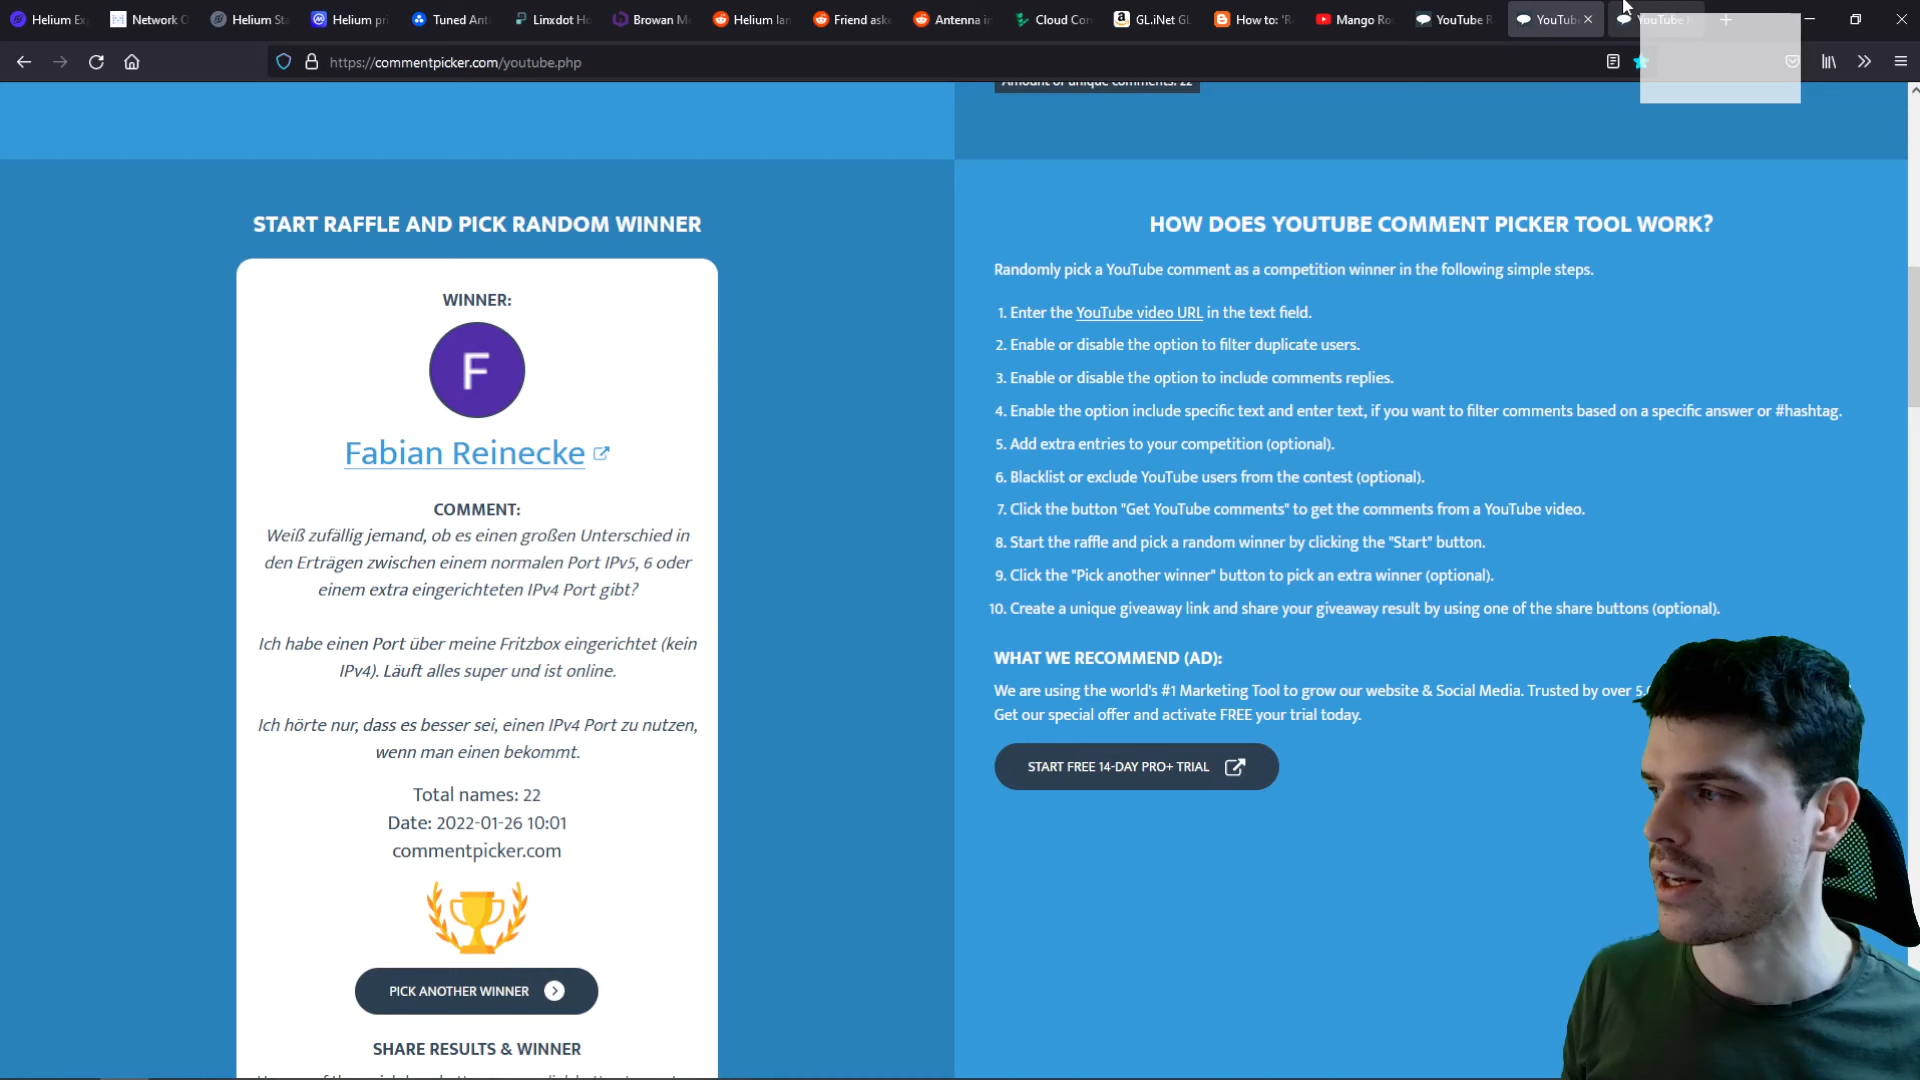 Helium Ex
Network O
Helium Sta
Helium pri
Tuned Ant
Linxdot Ho
Browan Me
Helium lan
Friend aske
Antenna in
Cloud Con
GL.iNet GL
How to: 'R
Mango Ro
YouTube R
YouTube
YouTube R
https://commentpicker.com/youtube.php
Amount of unique comments: 22
START RAFFLE AND PICK RANDOM WINNER
WINNER:
F
Fabian Reinecke
COMMENT:
Weiß zufällig jemand, ob es einen großen Unterschied in
den Erträgen zwischen einem normalen Port IPv5, 6 oder
einem extra eingerichteten IPv4 Port gibt?
Ich habe einen Port über meine Fritzbox eingerichtet (kein
IPv4). Läuft alles super und ist online.
Ich hörte nur, dass es besser sei, einen IPv4 Port zu nutzen,
wenn man einen bekommt.
Total names: 22
Date: 2022-01-26 10:01
commentpicker.com
PICK ANOTHER WINNER
SHARE RESULTS & WINNER
HOW DOES YOUTUBE COMMENT PICKER TOOL WORK?
Randomly pick a YouTube comment as a competition winner in the following simple steps.
1. Enter the YouTube video URL in the text field.
2. Enable or disable the option to filter duplicate users.
3. Enable or disable the option to include comments replies.
4. Enable the option include specific text and enter text, if you want to filter comments based on a specific answer or #hashtag.
5. Add extra entries to your competition (optional).
6. Blacklist or exclude YouTube users from the contest (optional).
7. Click the button "Get YouTube comments" to get the comments from a YouTube video.
8. Start the raffle and pick a random winner by clicking the "Start" button.
9. Click the "Pick another winner" button to pick an extra winner (optional).
10. Create a unique giveaway link and share your giveaway result by using one of the share buttons (optional).
WHAT WE RECOMMEND (AD):
We are using the world's #1 Marketing Tool to grow our website & Social Media. Trusted by over 5.
Get our special offer and activate FREE your trial today.
START FREE 14-DAY PRO+ TRIAL